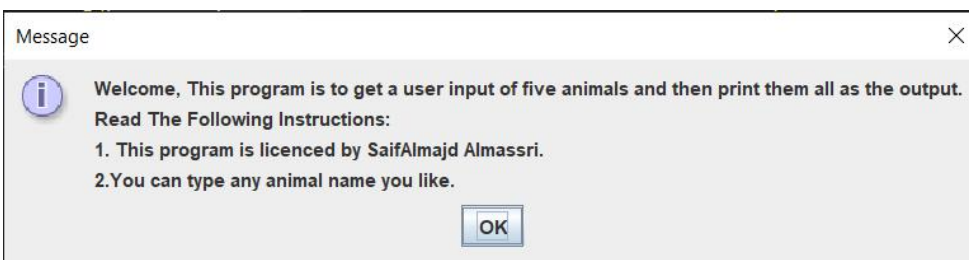 Message
Welcome, This program is to get a user input of five animals and then print them all as the output.
Read The Following Instructions:
1. This program is licenced by SaifAlmajd Almassri.
2.You can type any animal name you like.
OK